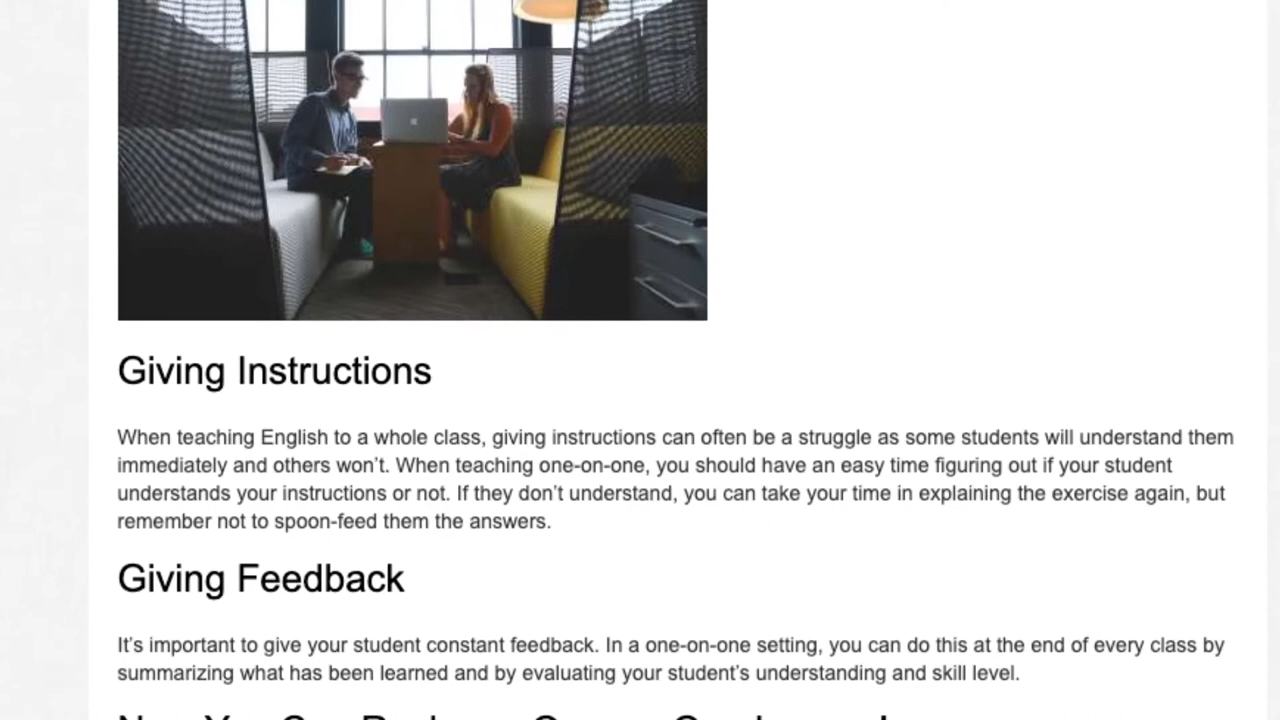 Giving Instructions
When teaching English to a whole class, giving instructions can often be a struggle as some students will understand them
immediately and others won’t. When teaching one-on-one, you should have an easy time figuring out if your student
understands your instructions or not. If they don’t understand, you can take your time in explaining the exercise again, but
remember not to spoon-feed them the answers.
Giving Feedback
It’s important to give your student constant feedback. In a one-on-one setting, you can do this at the end of every class by
summarizing what has been learned and by evaluating your student’s understanding and skill level.